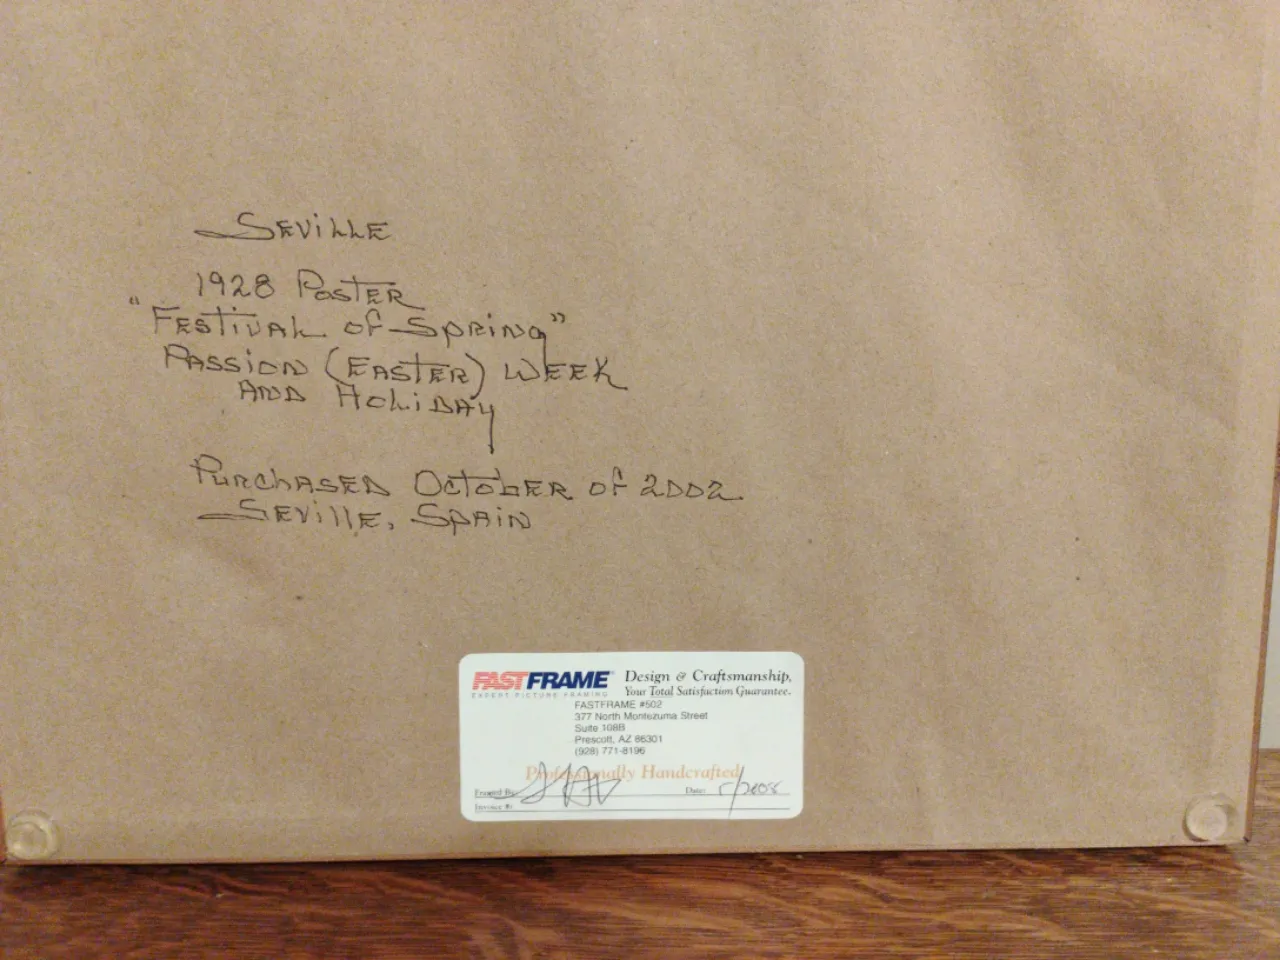 Seville
1928 Poster
"Festival of Spring"
Passion (Easter) Week
and Holiday
Purchased October of 2002
Seville, Spain
FASTFRAME Design & Craftsmanship,
EXPERT PICTURE FRAMING Your Total Satisfaction Guarantee.
FASTFRAME #502
377 North Montezuma Street
Suite 108B
Prescott, AZ 86301
(928) 771-8196
Professionally Handcrafted
Framed By: Date: 5/2008
Invoice #: